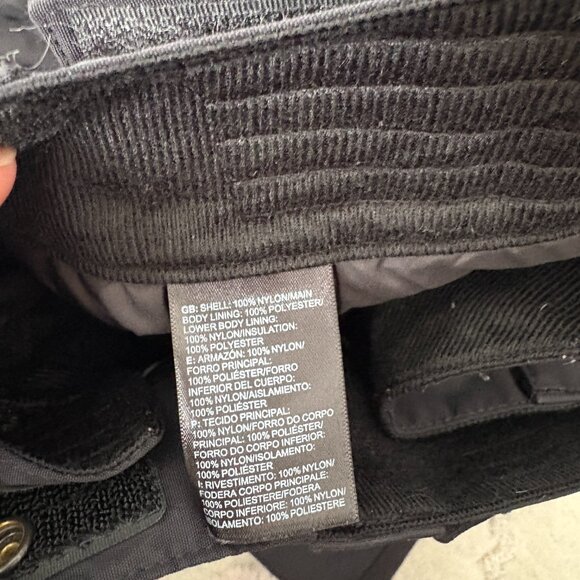 GB: SHELL: 100% NYLON/MAIN
BODY LINING: 100% POLYESTER/
LOWER BODY LINING:
100% NYLON/INSULATION:
100% POLYESTER
E: ARMAZÓN: 100% NYLON/
FORRO PRINCIPAL:
100% POLIÉSTER/FORRO
INFERIOR DEL CUERPO:
100% NYLON/AISLAMIENTO:
100% POLIÉSTER
P: TECIDO PRINCIPAL:
100% NYLON/FORRO DO CORPO
PRINCIPAL: 100% POLIÉSTER/
FORRO DO CORPO INFERIOR:
100% NYLON/ISOLAMENTO:
100% POLIÉSTER
I: RIVESTIMENTO: 100% NYLON/
FODERA CORPO PRINCIPALE:
100% POLIESTERE/FODERA
CORPO INFERIORE: 100% NYLON/
ISOLAMENTO: 100% POLIESTERE